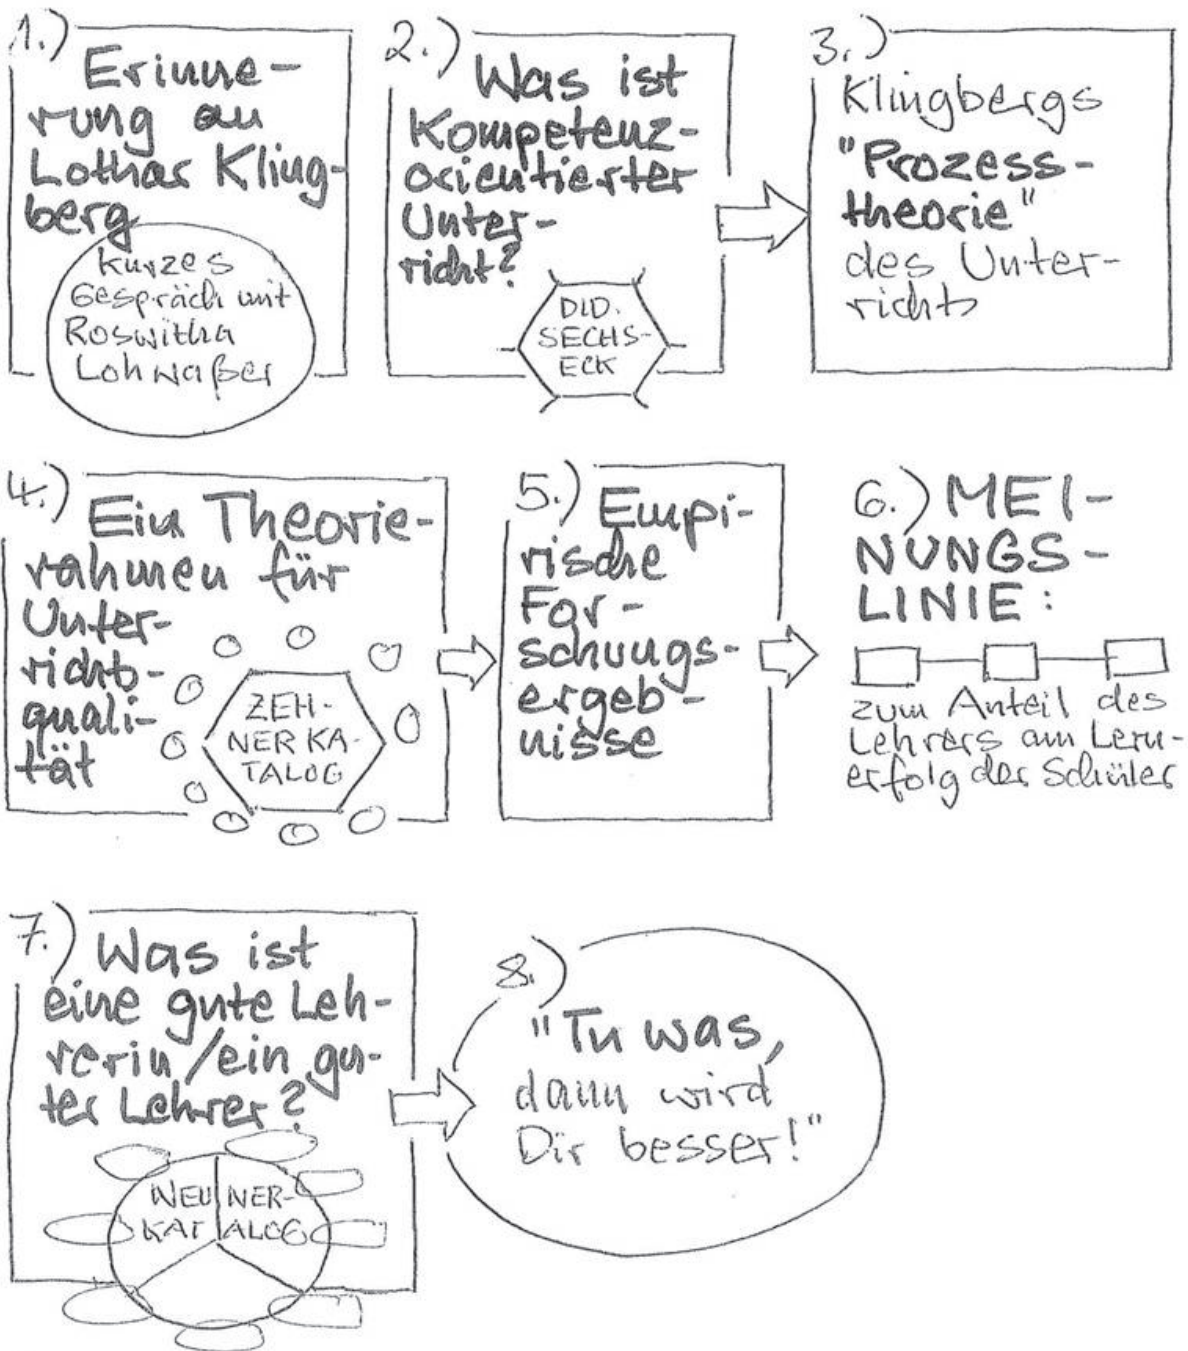 1.) Erinne-
rung an
Lothar Kling-
berg
Kurzes
Gespräch mit
Roswitha
Lohwaßer
2.) Was ist
Kompetenz-
orientierter
Unter-
richt?
DID.
SECHS-
ECK
3.)
Klingbergs
"Prozess-
theorie"
des Unter-
richts
4.) Ein Theorie-
rahmen für
Unter-
richts-
quali-
tät
ZEH-
NER KA-
TALOG
5.) Empi-
rische
For-
schungs-
ergeb-
nisse
6.) MEI-
NUNGS-
LINIE:
zum Anteil des
Lehrers am Lern-
erfolg der Schüler
7.) Was ist
eine gute Leh-
rerin/ein gu-
ter Lehrer?
NEUNER-
KATALOG
8.)
"Tu was,
dann wird
Dir besser!"